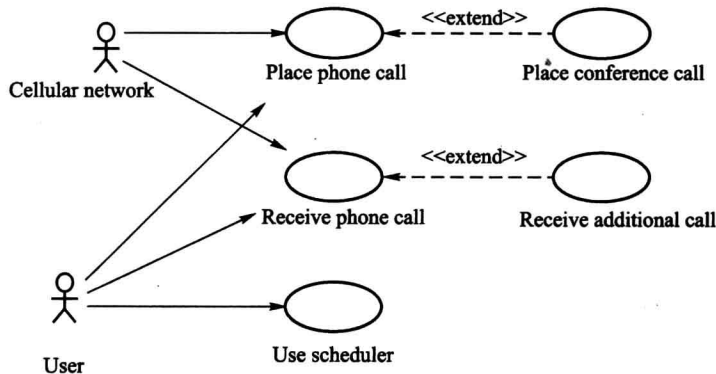 <<extend>>
Place phone call
Place conference call
Cellular network
<<extend>>
Receive phone call
Receive additional call
Use scheduler
User